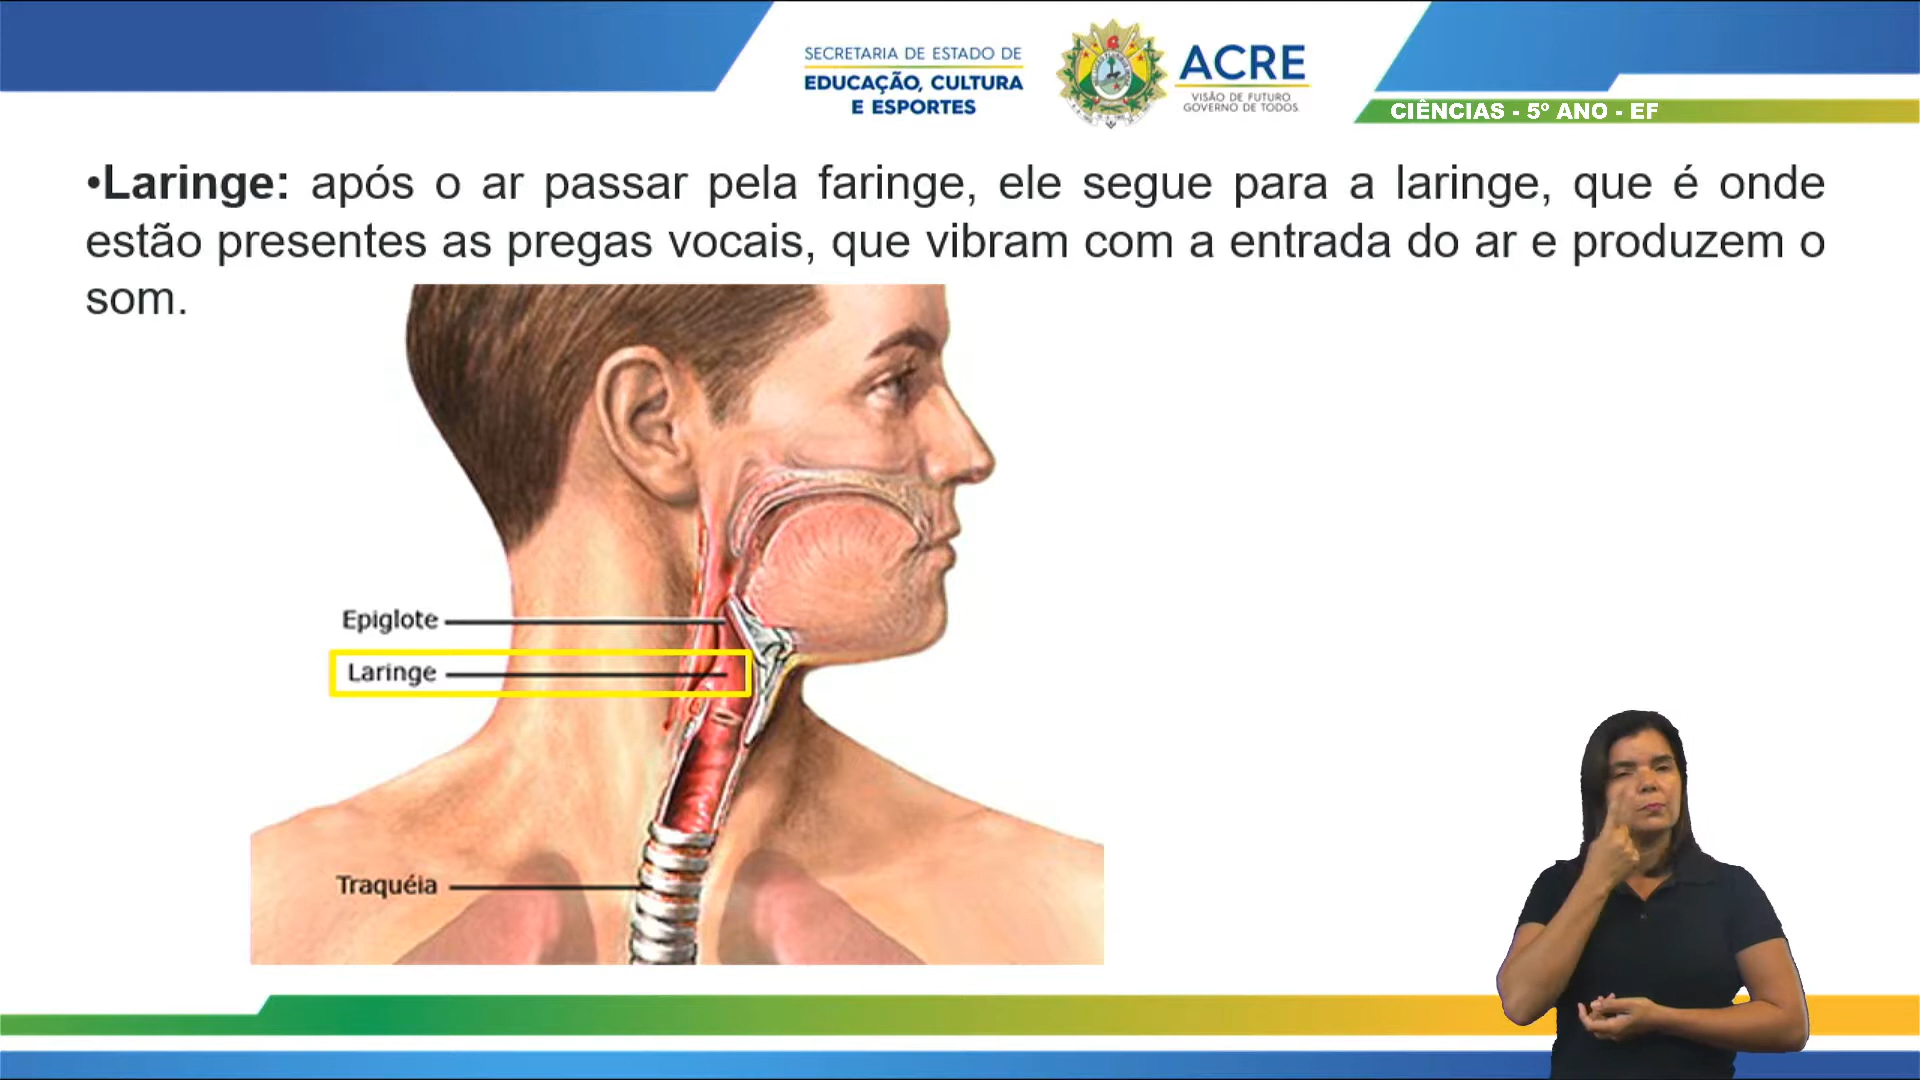 SECRETARIA DE ESTADO DE
EDUCAÇÃO, CULTURA
E ESPORTES
ACRE
VISÃO DE FUTURO
GOVERNO DE TODOS
CIÊNCIAS - 5º ANO - EF
•Laringe: após o ar passar pela faringe, ele segue para a laringe, que é onde
estão presentes as pregas vocais, que vibram com a entrada do ar e produzem o
som.
Epiglote
Laringe
Traquéia